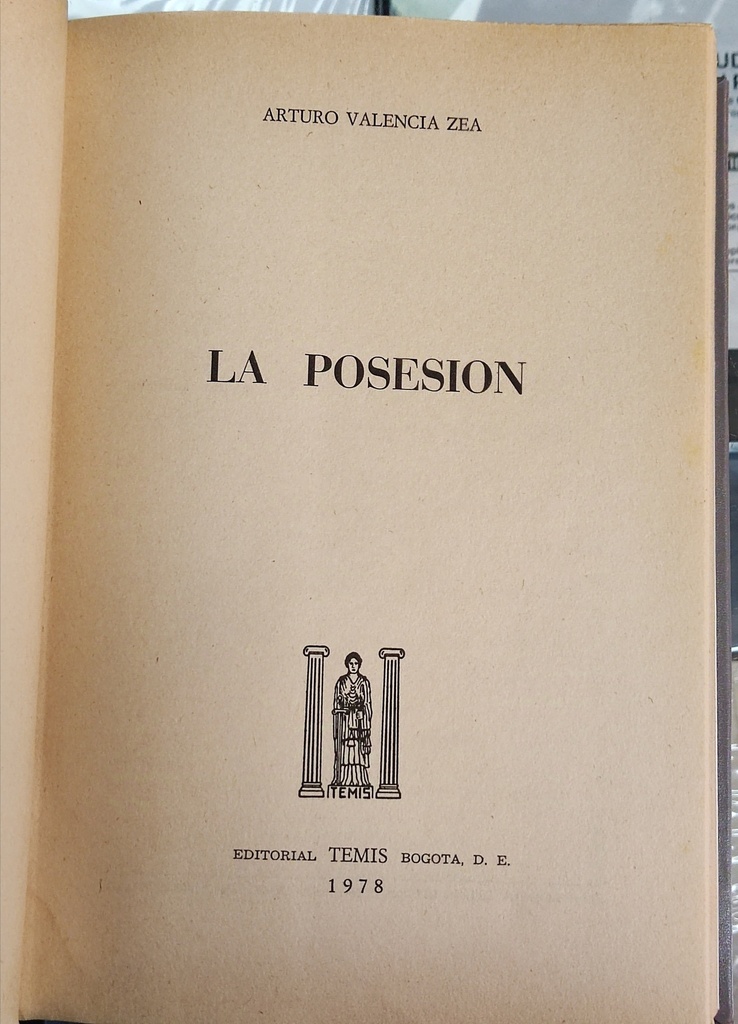 ARTURO VALENCIA ZEA
LA POSESION
TEMIS
EDITORIAL TEMIS BOGOTA, D. E.
1978